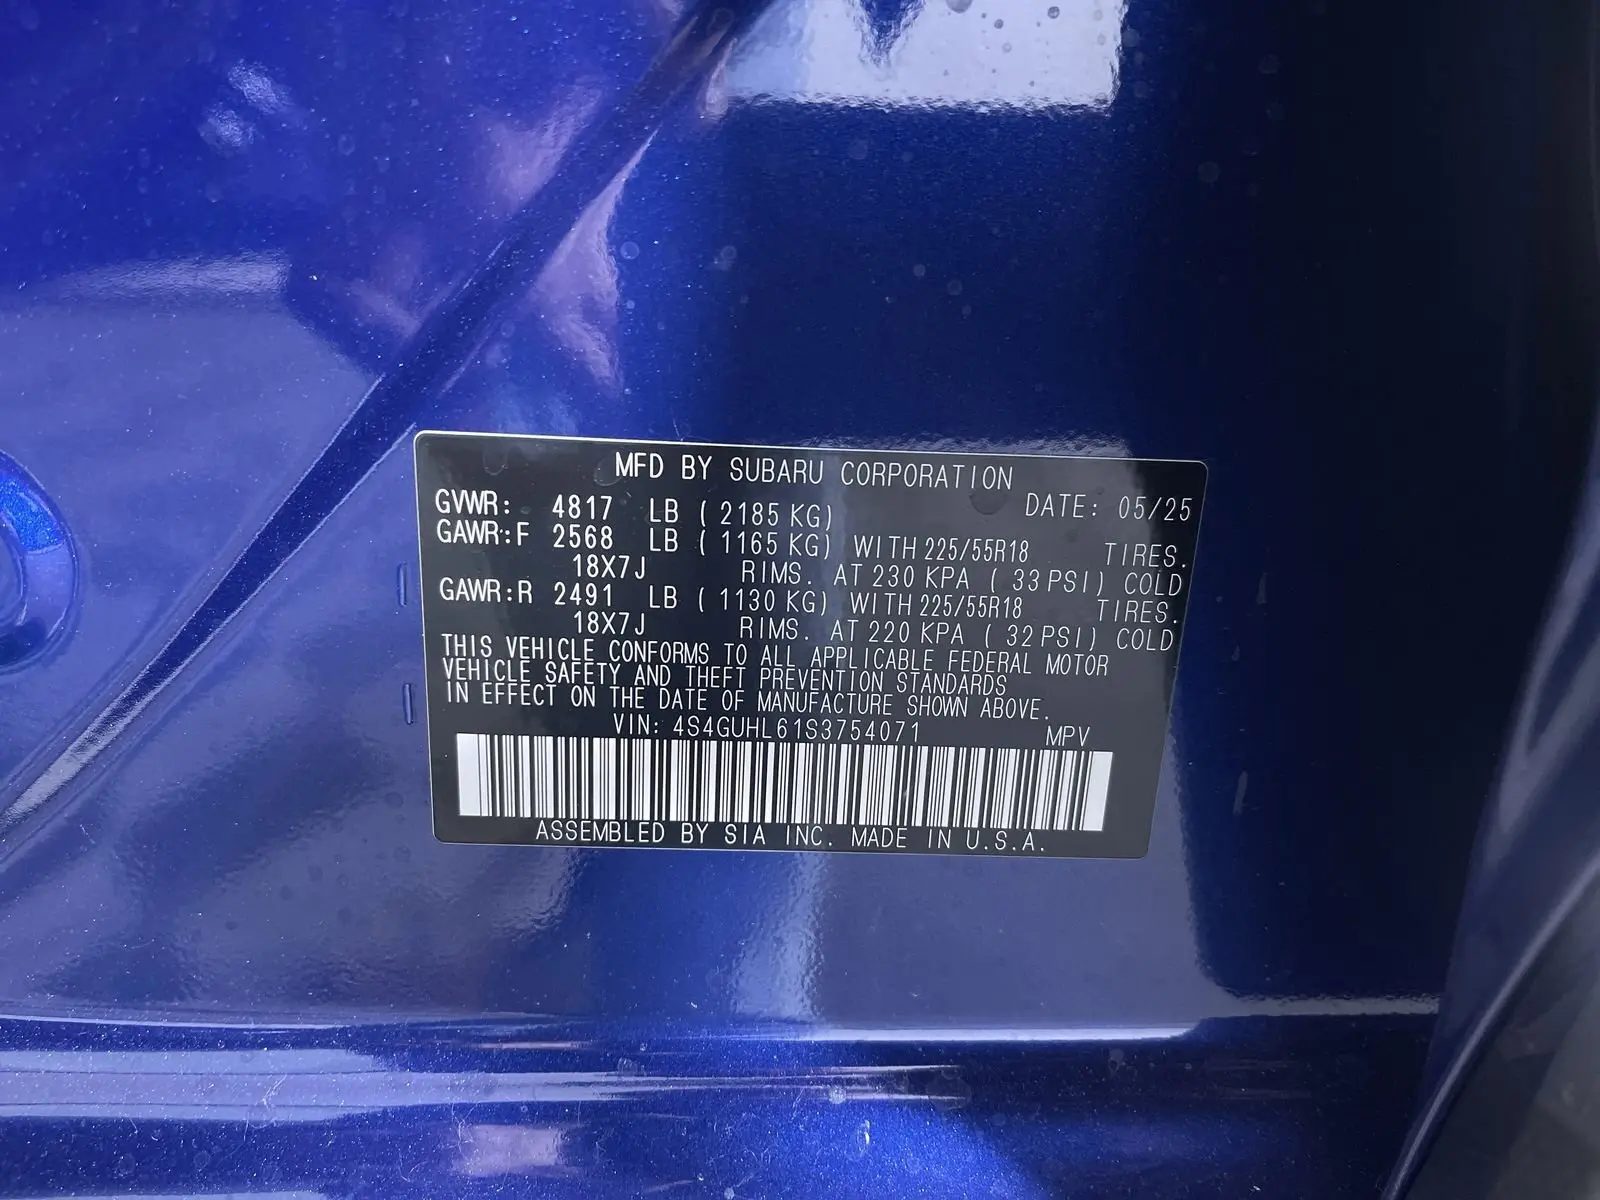 MFD BY SUBARU CORPORATION
DATE: 05/25
GVWR: 4817 LB ( 2185 KG)
GAWR:F 2568 LB ( 1165 KG) WITH 225/55R18 TIRES.
18X7J RIMS. AT 230 KPA ( 33 PSI) COLD
GAWR:R 2491 LB ( 1130 KG) WITH 225/55R18 TIRES.
18X7J RIMS. AT 220 KPA ( 32 PSI) COLD
THIS VEHICLE CONFORMS TO ALL APPLICABLE FEDERAL MOTOR
VEHICLE SAFETY AND THEFT PREVENTION STANDARDS
IN EFFECT ON THE DATE OF MANUFACTURE SHOWN ABOVE.
VIN: 4S4GUHL61S3754071 MPV
ASSEMBLED BY SIA INC. MADE IN U.S.A.